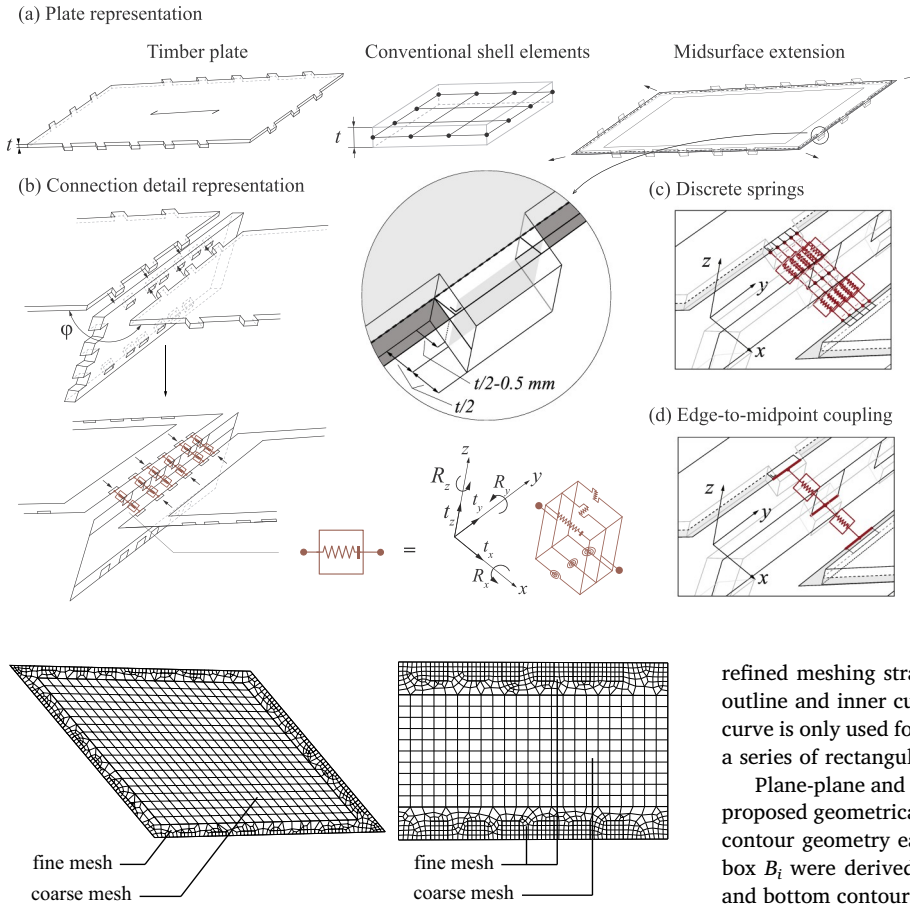 (a) Plate representation
Timber plate
Conventional shell elements
Midsurface extension
t
t
(b) Connection detail representation
φ
t/2-0.5 mm
t/2
(c) Discrete springs
z
y
x
(d) Edge-to-midpoint coupling
z
y
x
=
z
R_z
t_z
R_y
y
t_y
t_x
R_x
x
fine mesh
coarse mesh
fine mesh
coarse mesh
refined meshing stra
outline and inner cu
curve is only used fo
a series of rectangul
Plane-plane and
proposed geometrica
contour geometry ea
box B_i were derived
and bottom contour